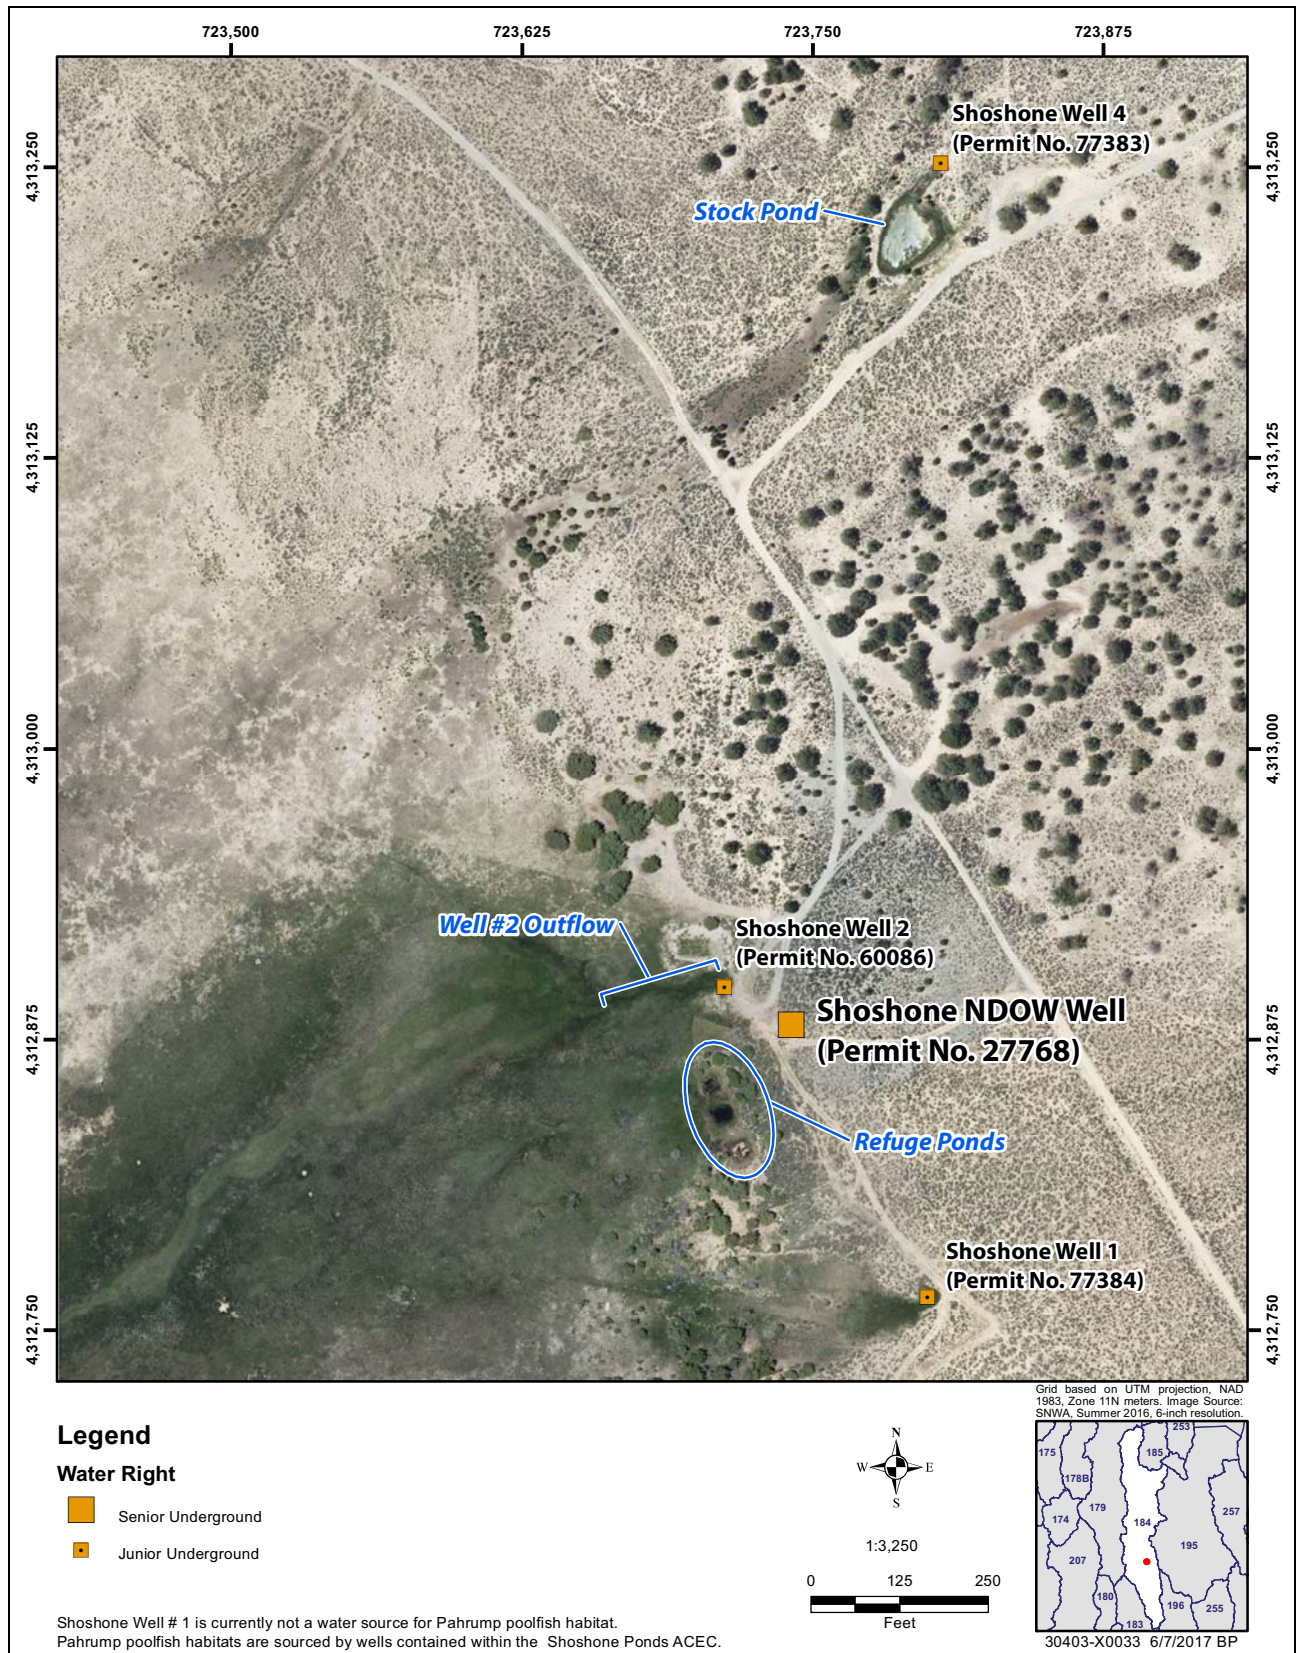 723,500
723,625
723,750
723,875
4,313,250
4,313,250
Shoshone Well 4
(Permit No. 77383)
Stock Pond
4,313,125
4,313,125
4,313,000
4,313,000
Well #2 Outflow
Shoshone Well 2
(Permit No. 60086)
Shoshone NDOW Well
(Permit No. 27768)
4,312,875
4,312,875
Refuge Ponds
Shoshone Well 1
(Permit No. 77384)
4,312,750
4,312,750
Grid based on UTM projection, NAD
1983, Zone 11N meters. Image Source:
SNWA, Summer 2016, 6-inch resolution.
Legend
Water Right
Senior Underground
Junior Underground
N
W
E
S
1:3,250
0
125
250
Feet
253
175
185
178B
179
257
174
184
195
207
180
196
255
183
Shoshone Well # 1 is currently not a water source for Pahrump poolfish habitat.
Pahrump poolfish habitats are sourced by wells contained within the Shoshone Ponds ACEC.
30403-X0033 6/7/2017 BP